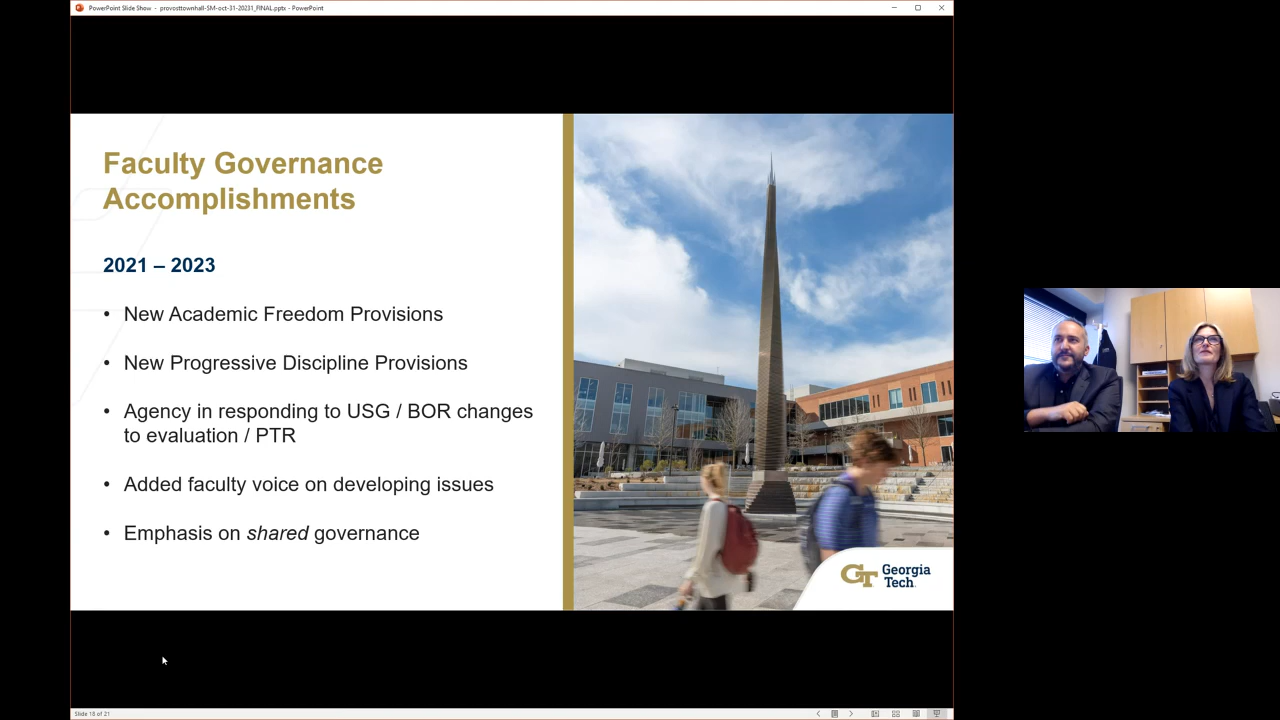 PowerPoint Slide Show - provosttownhall-SM-oct-31-20231_FINAL.pptx - PowerPoint
Faculty Governance
Accomplishments
2021 – 2023
• New Academic Freedom Provisions
• New Progressive Discipline Provisions
• Agency in responding to USG / BOR changes
to evaluation / PTR
• Added faculty voice on developing issues
• Emphasis on shared governance
GT Georgia
Tech
Slide 18 of 21